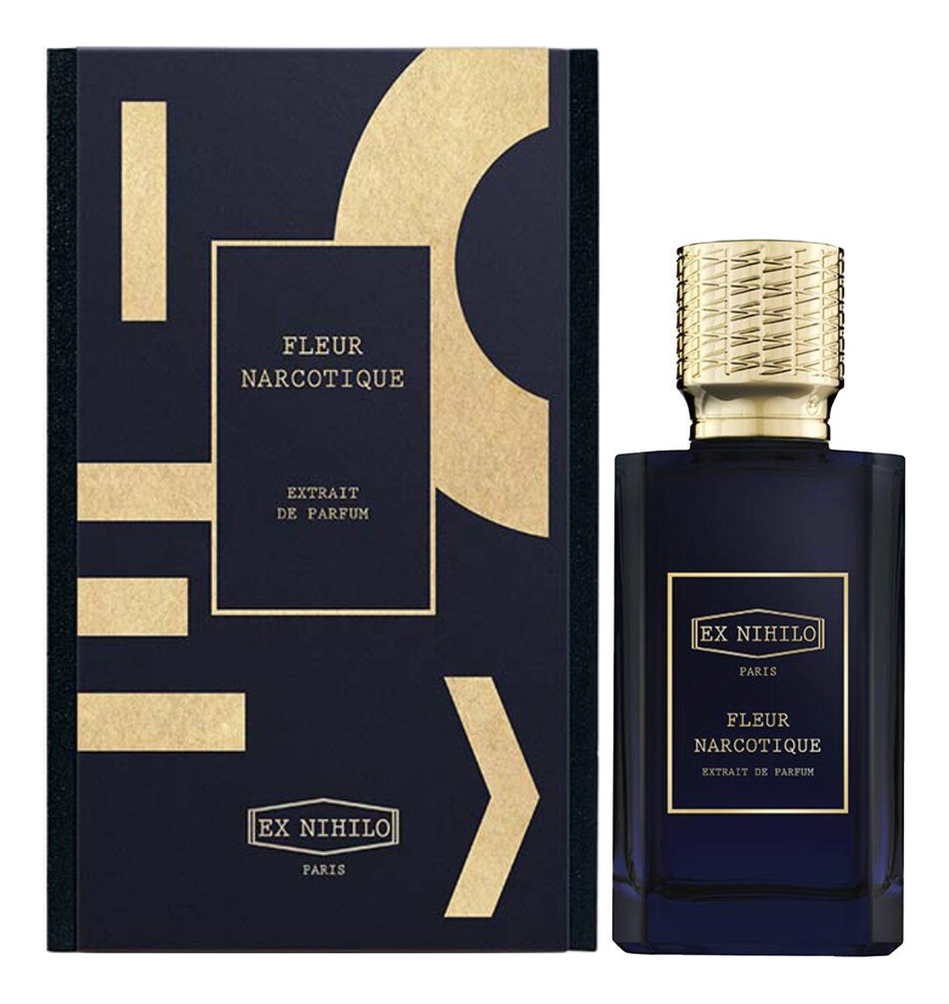 FLEUR
NARCOTIQUE
EXTRAIT
DE PARFUM
EX NIHILO
PARIS
EX NIHILO
PARIS
FLEUR
NARCOTIQUE
EXTRAIT DE PARFUM